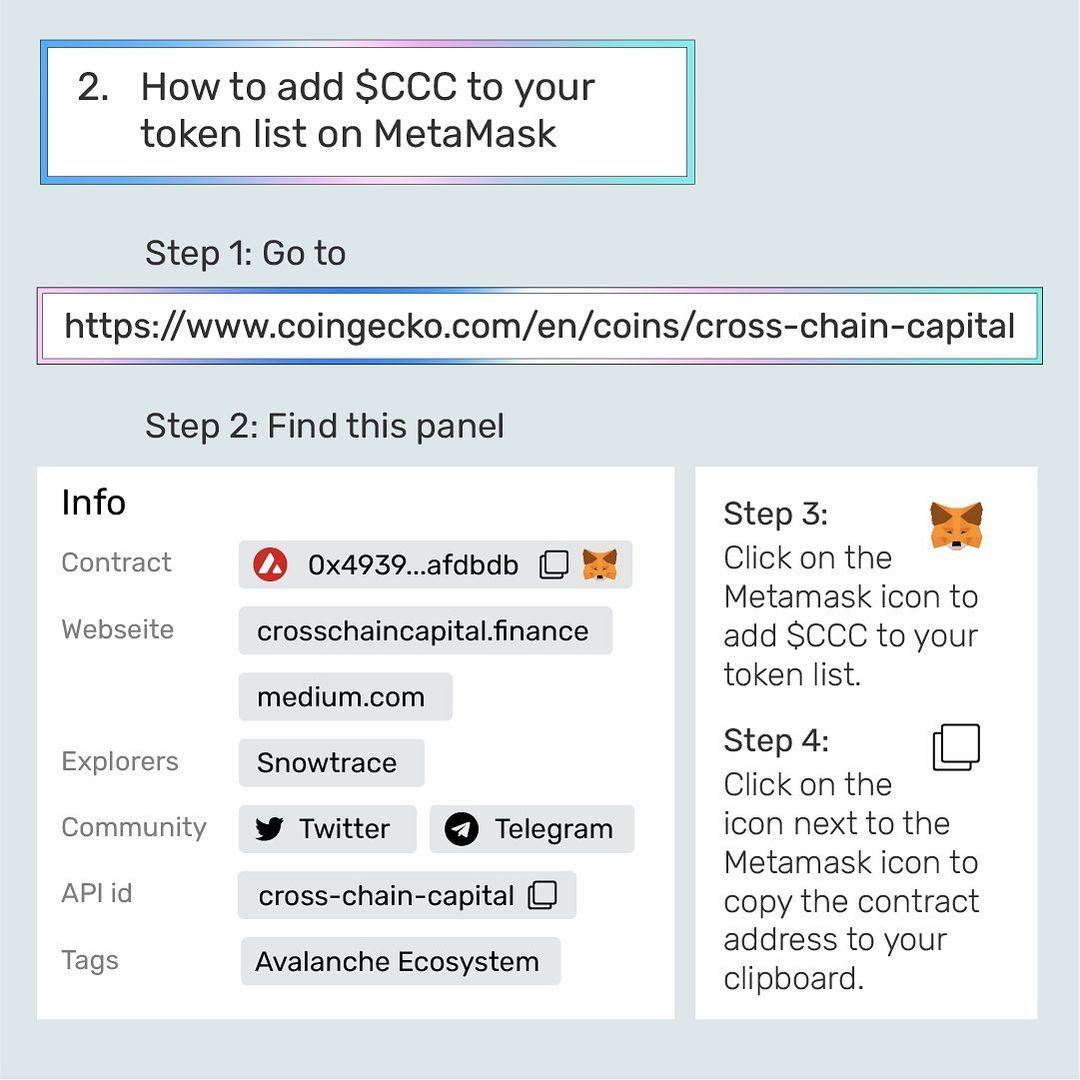 2. How to add $CCC to your
token list on MetaMask
Step 1: Go to
https://www.coingecko.com/en/coins/cross-chain-capital
Step 2: Find this panel
Info
Contract 0x4939...afdbdb
Webseite crosschaincapital.finance
medium.com
Explorers Snowtrace
Community Twitter Telegram
API id cross-chain-capital
Tags Avalanche Ecosystem
Step 3:
Click on the
Metamask icon to
add $CCC to your
token list.
Step 4:
Click on the
icon next to the
Metamask icon to
copy the contract
address to your
clipboard.